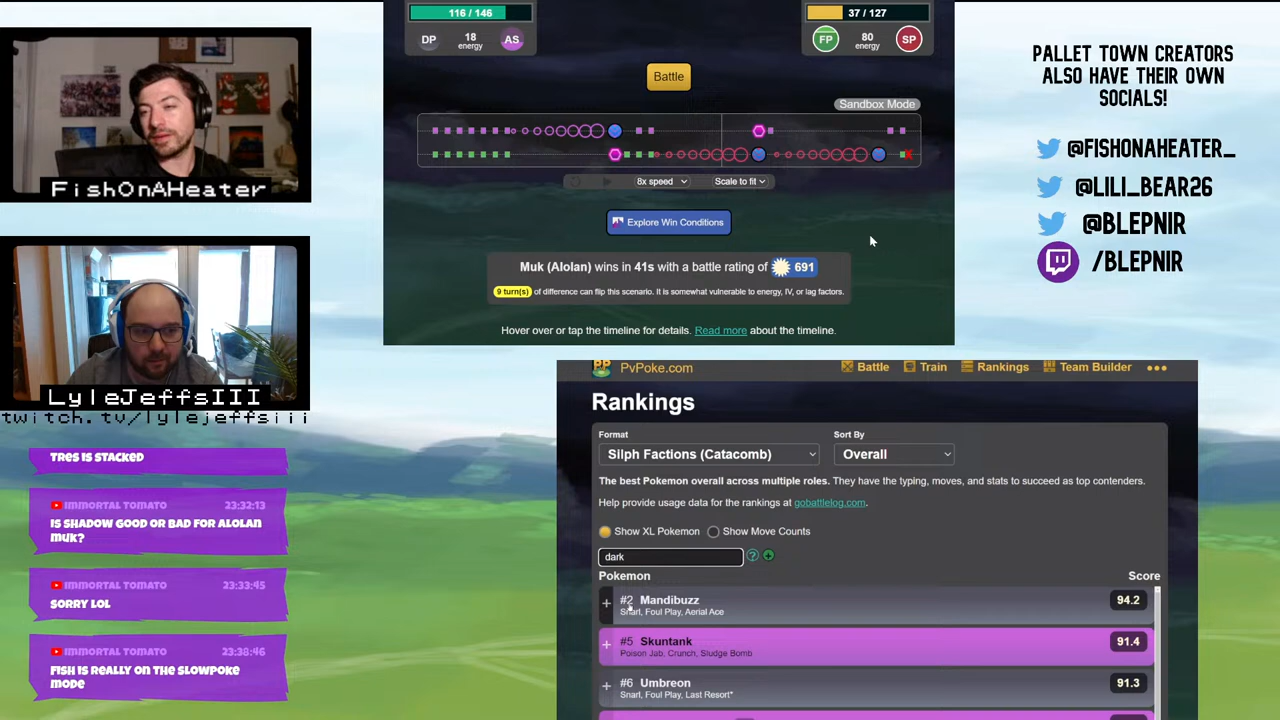 FishOnAHeater
LyleJeffsIII
twitch.tv/lylejeffsiii
TRES IS STACKED
IMMORTAL TOMATO 23:32:13
IS SHADOW GOOD OR BAD FOR ALOLAN
MUK?
IMMORTAL TOMATO 23:33:45
SORRY LOL
IMMORTAL TOMATO 23:38:46
FISH IS REALLY ON THE SLOWPOKE
MODE
116 / 146
DP
18
energy
AS
37 / 127
FP
80
energy
SP
Battle
Sandbox Mode
8x speed
Scale to fit
Explore Win Conditions
Muk (Alolan) wins in 41s with a battle rating of 691
9 turn(s) of difference can flip this scenario. It is somewhat vulnerable to energy, IV, or lag factors.
Hover over or tap the timeline for details. Read more about the timeline.
PvPoke.com
Battle
Train
Rankings
Team Builder
Rankings
Format
Silph Factions (Catacomb)
Sort By
Overall
The best Pokemon overall across multiple roles. They have the typing, moves, and stats to succeed as top contenders.
Help provide usage data for the rankings at gobattlelog.com.
Show XL Pokemon
Show Move Counts
dark
?
+
Pokemon
Score
+
#2 Mandibuzz
94.2
Snarl, Foul Play, Aerial Ace
+
#5 Skuntank
91.4
Poison Jab, Crunch, Sludge Bomb
+
#6 Umbreon
91.3
Snarl, Foul Play, Last Resort*
PALLET TOWN CREATORS
ALSO HAVE THEIR OWN
SOCIALS!
@FISHONAHEATER_
@LILI_BEAR26
@BLEPNIR
/BLEPNIR